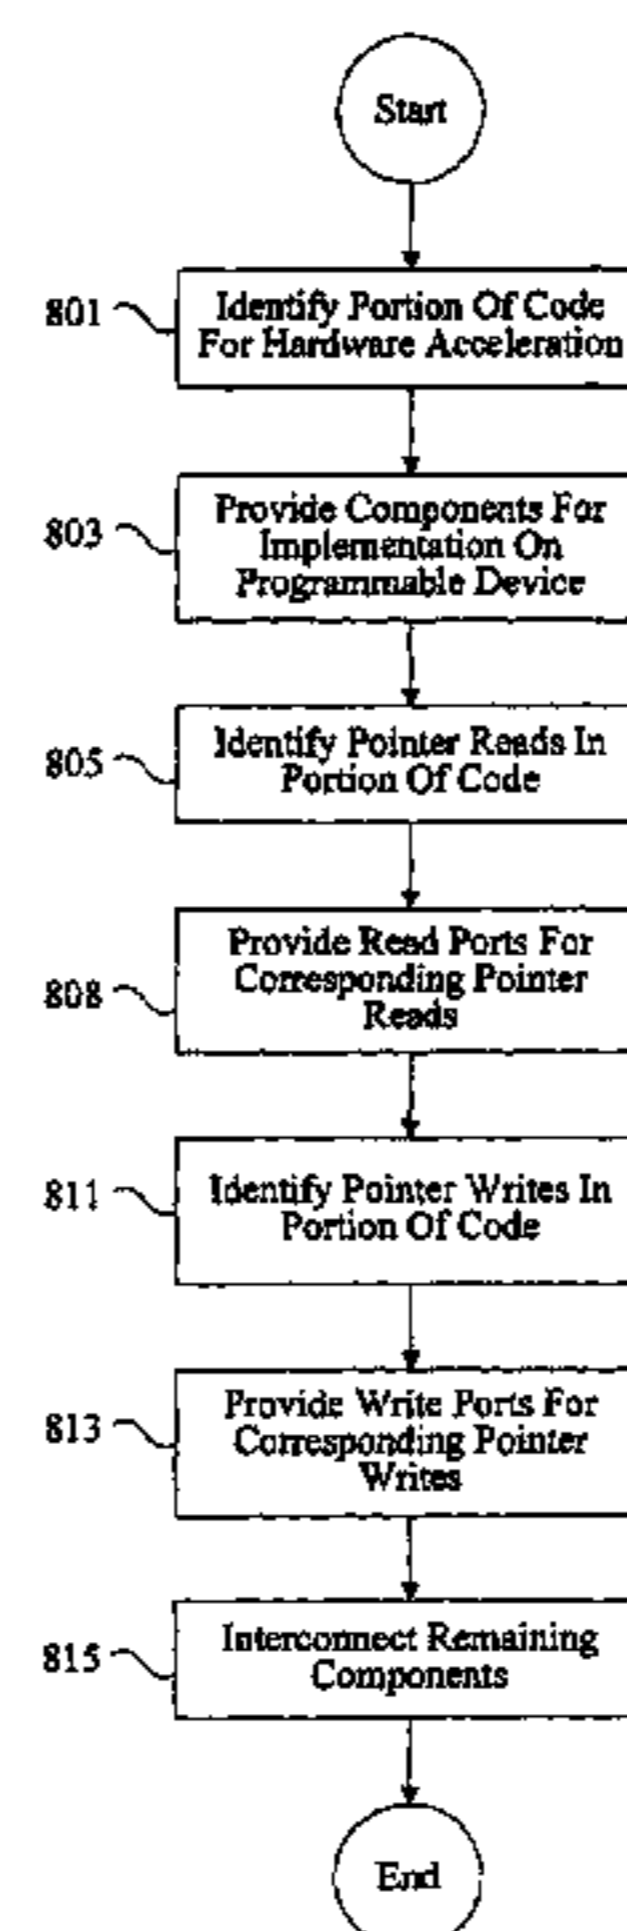 Start
801
Identify Portion Of Code
For Hardware Acceleration
803
Provide Components For
Implementation On
Programmable Device
805
Identify Pointer Reads In
Portion Of Code
808
Provide Read Ports For
Corresponding Pointer
Reads
811
Identify Pointer Writes In
Portion Of Code
813
Provide Write Ports For
Corresponding Pointer
Writes
815
Interconnect Remaining
Components
End